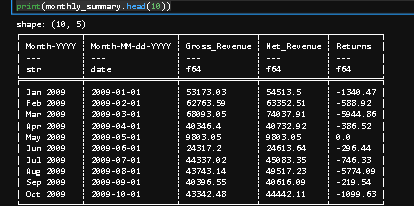 print(monthly_summary.head(10))
shape: (10, 5)
Month-YYYY Month-MM-dd-YYYY Gross_Revenue Net_Revenue Returns
--- --- --- --- ---
str date f64 f64 f64
Jan 2009 2009-01-01 53173.03 54513.5 -1340.47
Feb 2009 2009-02-01 62763.59 63352.51 -588.92
Mar 2009 2009-03-01 68093.05 74037.91 -5944.86
Apr 2009 2009-04-01 40346.4 40732.92 -386.52
May 2009 2009-05-01 9803.05 9803.05 0.0
Jun 2009 2009-06-01 24317.2 24613.64 -296.44
Jul 2009 2009-07-01 44337.02 45083.35 -746.33
Aug 2009 2009-08-01 43743.14 49517.23 -5774.09
Sep 2009 2009-09-01 40396.55 40616.09 -219.54
Oct 2009 2009-10-01 43342.48 44442.11 -1099.63